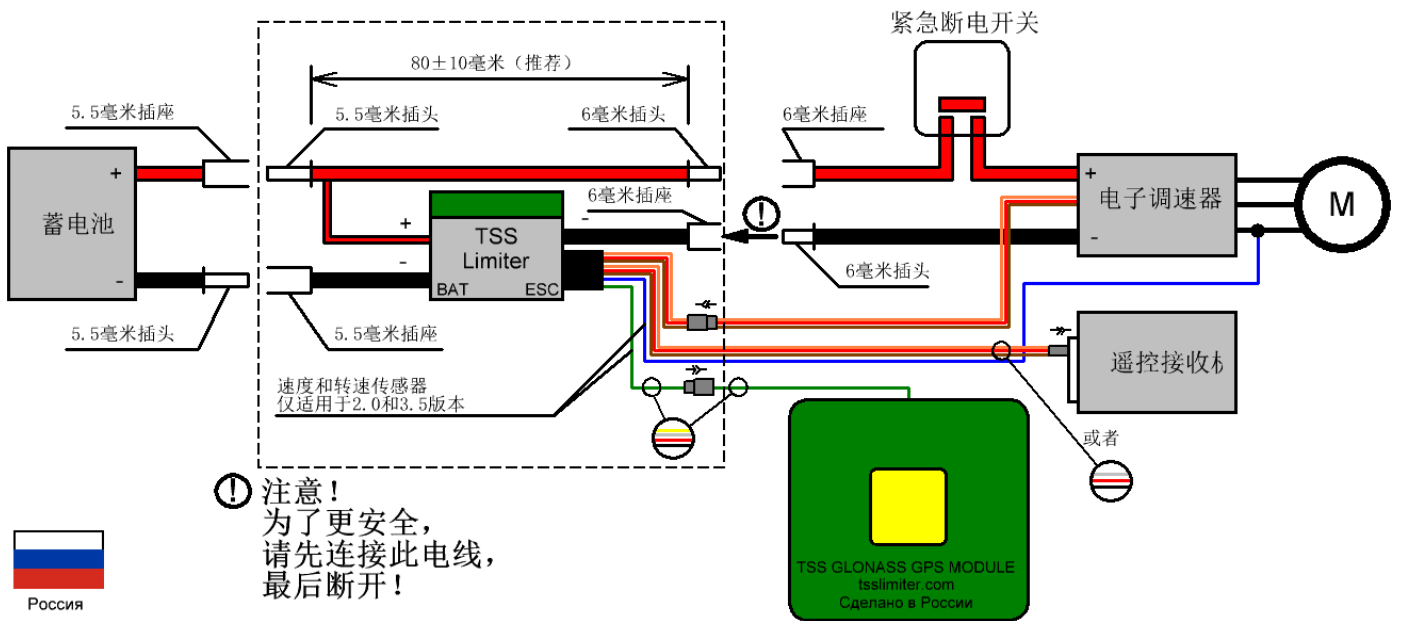 紧急断电开关
80±10毫米（推荐）
5.5毫米插座
5.5毫米插头
6毫米插头
6毫米插座
+
蓄电池
-
+
-
TSS
Limiter
BAT
ESC
-
6毫米插座
!
6毫米插头
+
电子调速器
-
M
5.5毫米插头
5.5毫米插座
速度和转速传感器
仅适用于2.0和3.5版本
遥控接收
或者
! 注意！
为了更安全，
请先连接此电线，
最后断开！
TSS GLONASS GPS MODULE
tsslimiter.com
Сделано в России
Россия